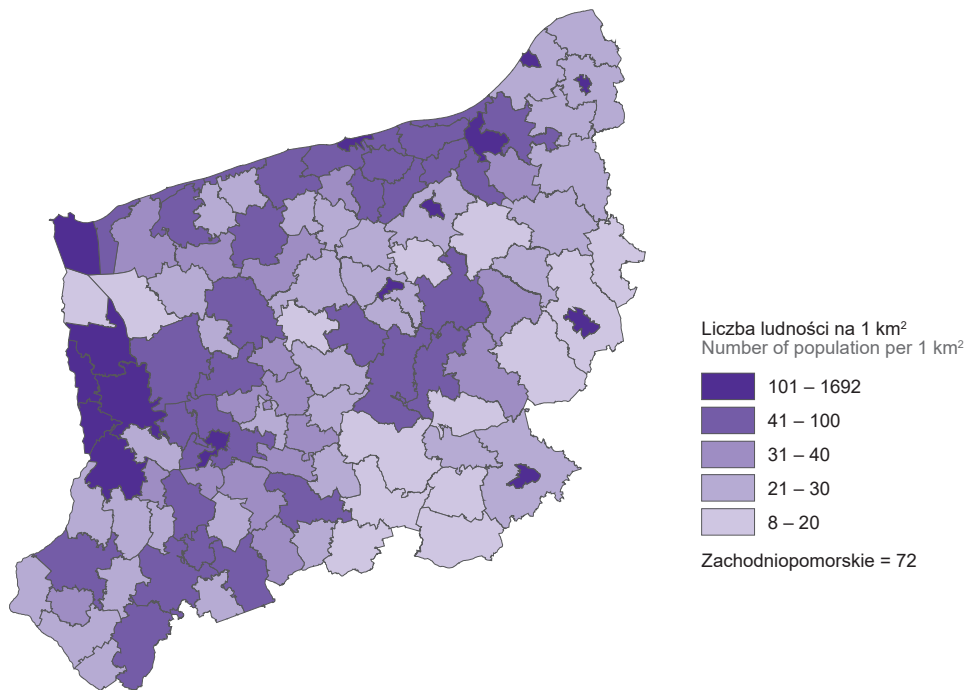 Liczba ludności na 1 km²
Number of population per 1 km²
101 – 1692
41 – 100
31 – 40
21 – 30
8 – 20
Zachodniopomorskie = 72